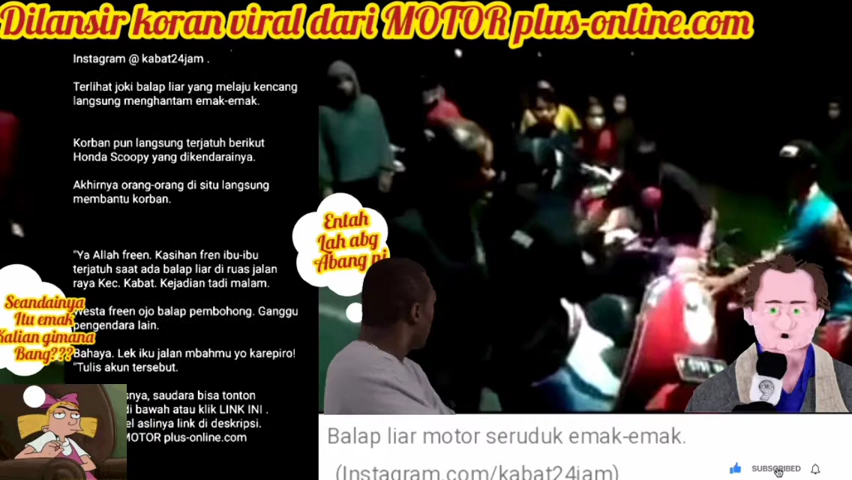 Dilansir koran viral dari MOTOR plus-online.com
Instagram @ kabat24jam .
Terlihat joki balap liar yang melaju kencang
langsung menghantam emak-emak.
Korban pun langsung terjatuh berikut
Honda Scoopy yang dikendarainya.
Akhirnya orang-orang di situ langsung
membantu korban.
"Ya Allah freen. Kasihan fren ibu-ibu
terjatuh saat ada balap liar di ruas jalan
raya Kec. Kabat. Kejadian tadi malam.
Westa freen ojo balap pembohong. Ganggu
pengendara lain.
Bahaya. Lek iku jalan mbahmu yo karepiro!
"Tulis akun tersebut.
saudara bisa tonton
di bawah atau klik LINK INI .
aslinya link di deskripsi.
MOTOR plus-online.com
Seandainya
Itu emak
Kalian gimana
Bang???
Entah
Lah abg
Abang ni
Balap liar motor seruduk emak-emak.
(Instagram.com/kabat24jam)
SUBSCRIBED